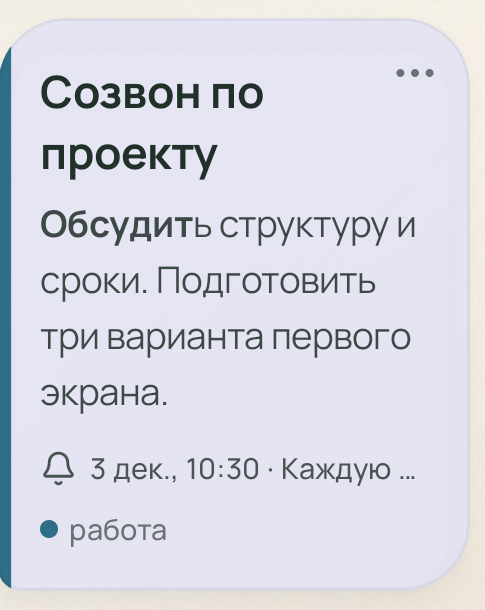 Созвон по
проекту
Обсудить структуру и
сроки. Подготовить
три варианта первого
экрана.
3 дек., 10:30 · Каждую ...
работа